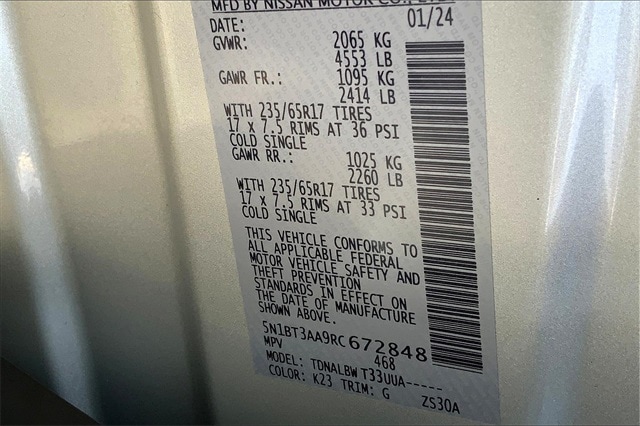 MFD BY NISSAN MOTOR CO.,
DATE: 01/24
GVWR: 2065 KG
4553 LB
GAWR FR.: 1095 KG
2414 LB
WITH 235/65R17 TIRES
17 x 7.5 RIMS AT 36 PSI
COLD SINGLE
GAWR RR.: 1025 KG
2260 LB
WITH 235/65R17 TIRES
17 x 7.5 RIMS AT 33 PSI
COLD SINGLE
THIS VEHICLE CONFORMS TO
ALL APPLICABLE FEDERAL
MOTOR VEHICLE SAFETY AND
THEFT PREVENTION
STANDARDS IN EFFECT ON
THE DATE OF MANUFACTURE
SHOWN ABOVE.
5N1BT3AA9RC672848
MPV 468
MODEL: TDNALBW T33UUA-----
COLOR: K23 TRIM: G ZS30A